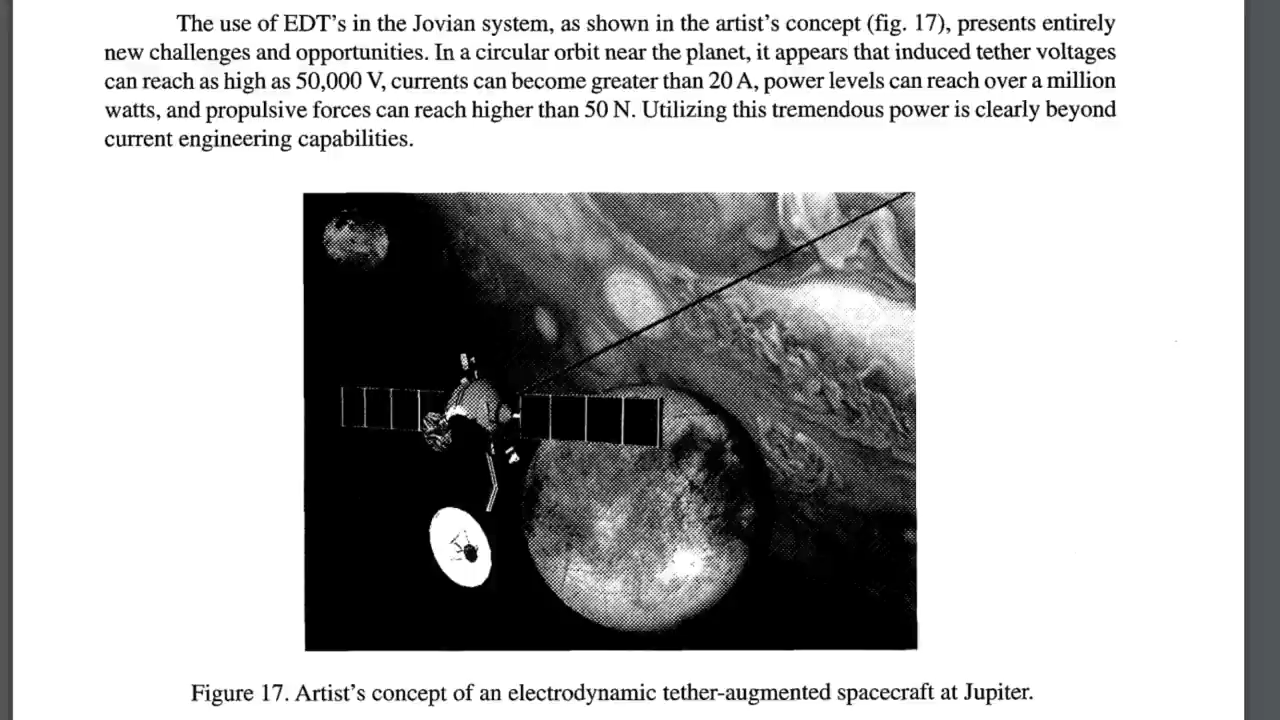 The use of EDT’s in the Jovian system, as shown in the artist’s concept (fig. 17), presents entirely
new challenges and opportunities. In a circular orbit near the planet, it appears that induced tether voltages
can reach as high as 50,000 V, currents can become greater than 20 A, power levels can reach over a million
watts, and propulsive forces can reach higher than 50 N. Utilizing this tremendous power is clearly beyond
current engineering capabilities.
Figure 17. Artist’s concept of an electrodynamic tether-augmented spacecraft at Jupiter.